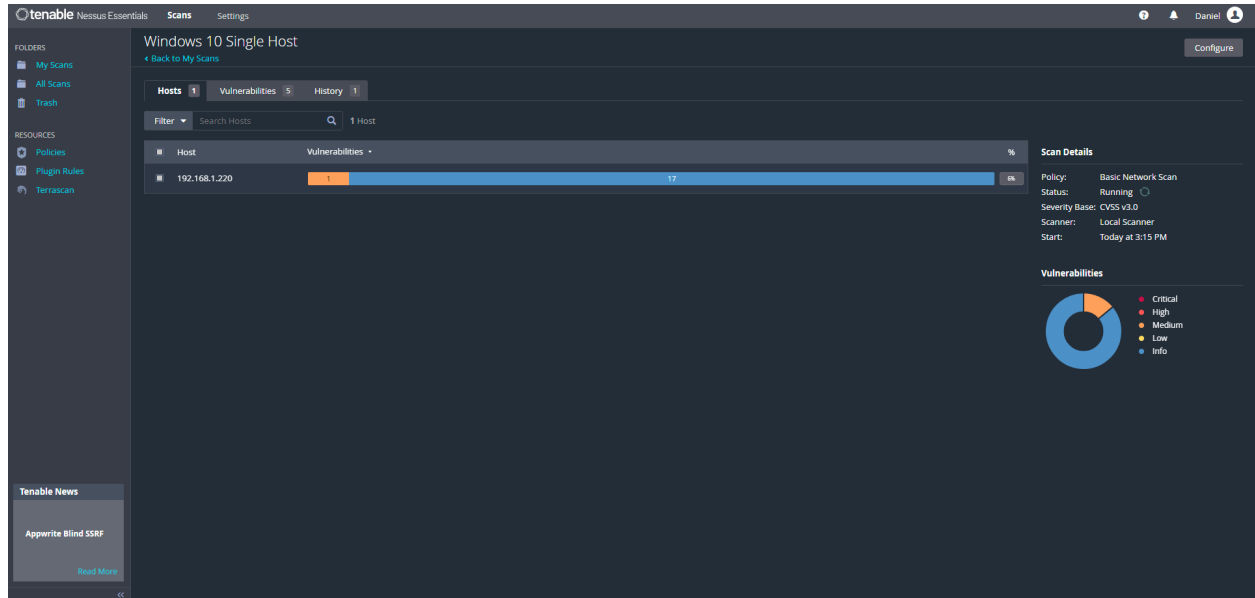 tenable Nessus Essentials Scans Settings Daniel
FOLDERS
My Scans
All Scans
Trash
RESOURCES
Policies
Plugin Rules
Terrascan
Tenable News
Appwrite Blind SSRF
Read More
Windows 10 Single Host
Back to My Scans
Configure
Hosts 1 Vulnerabilities 5 History 1
Filter Search Hosts 1 Host
Host Vulnerabilities %
192.168.1.220 1 17 6%
Scan Details
Policy: Basic Network Scan
Status: Running
Severity Base: CVSS v3.0
Scanner: Local Scanner
Start: Today at 3:15 PM
Vulnerabilities
Critical
High
Medium
Low
Info